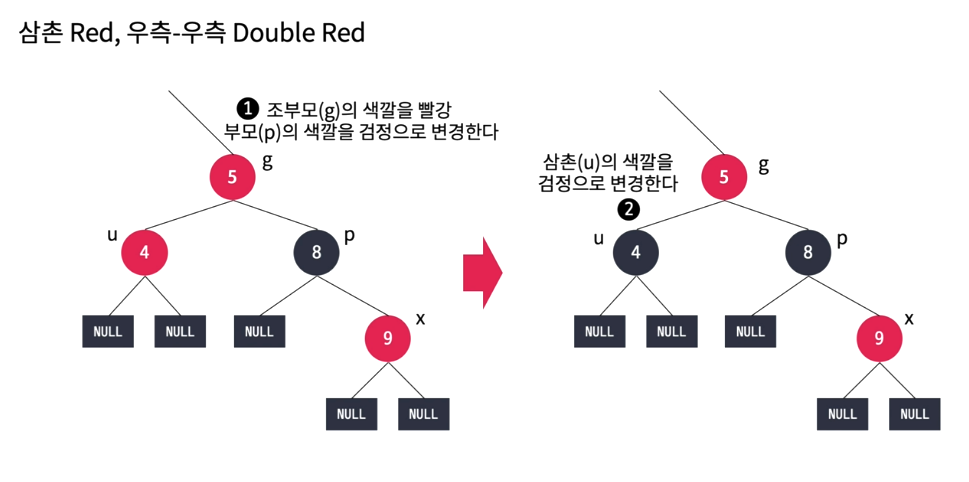 삼촌 Red, 우측-우측 Double Red
❶ 조부모(g)의 색깔을 빨강
부모(p)의 색깔을 검정으로 변경한다
g
5
u
4
p
8
NULL
NULL
NULL
x
9
NULL
NULL
삼촌(u)의 색깔을
검정으로 변경한다
❷
g
5
u
4
p
8
NULL
NULL
NULL
x
9
NULL
NULL